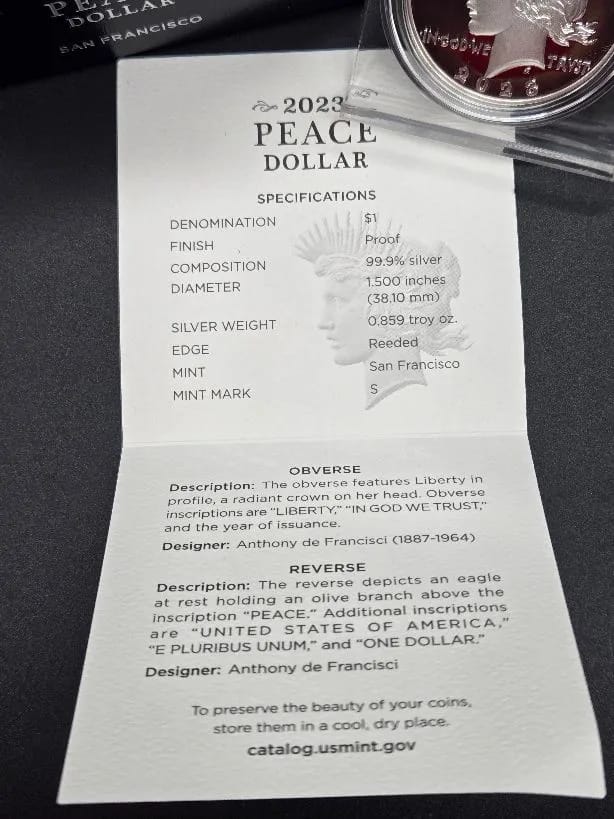 PEACE
DOLLAR
SAN FRANCISCO
IN GOD WE TRVST
2023
2023
PEACE
DOLLAR
SPECIFICATIONS
DENOMINATION $1
FINISH Proof
COMPOSITION 99.9% silver
DIAMETER 1.500 inches
(38.10 mm)
SILVER WEIGHT 0.859 troy oz.
EDGE Reeded
MINT San Francisco
MINT MARK S
OBVERSE
Description: The obverse features Liberty in
profile, a radiant crown on her head. Obverse
inscriptions are “LIBERTY,” “IN GOD WE TRUST,”
and the year of issuance.
Designer: Anthony de Francisci (1887-1964)
REVERSE
Description: The reverse depicts an eagle
at rest holding an olive branch above the
inscription “PEACE.” Additional inscriptions
are “UNITED STATES OF AMERICA,”
“E PLURIBUS UNUM,” and “ONE DOLLAR.”
Designer: Anthony de Francisci
To preserve the beauty of your coins,
store them in a cool, dry place.
catalog.usmint.gov